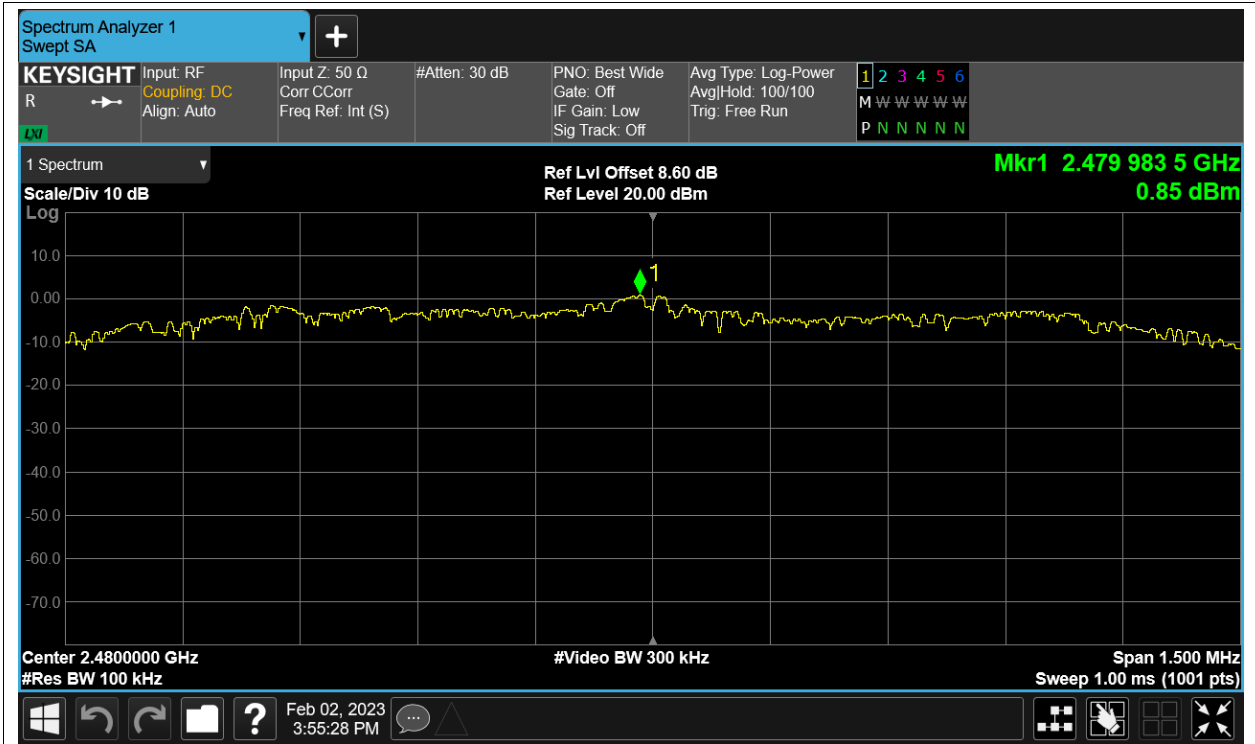 Spectrum Analyzer 1
Swept SA
+
KEYSIGHT
R
LXI
Input: RF
Coupling: DC
Align: Auto
Input Z: 50 Ω
Corr CCorr
Freq Ref: Int (S)
#Atten: 30 dB
PNO: Best Wide
Gate: Off
IF Gain: Low
Sig Track: Off
Avg Type: Log-Power
Avg|Hold: 100/100
Trig: Free Run
1 2 3 4 5 6
M W W W W W
P N N N N N
1 Spectrum
Scale/Div 10 dB
Log
Ref Lvl Offset 8.60 dB
Ref Level 20.00 dBm
Mkr1 2.479 983 5 GHz
0.85 dBm
10.0
0.00
-10.0
-20.0
-30.0
-40.0
-50.0
-60.0
-70.0
1
Center 2.4800000 GHz
#Res BW 100 kHz
#Video BW 300 kHz
Span 1.500 MHz
Sweep 1.00 ms (1001 pts)
?
Feb 02, 2023
3:55:28 PM